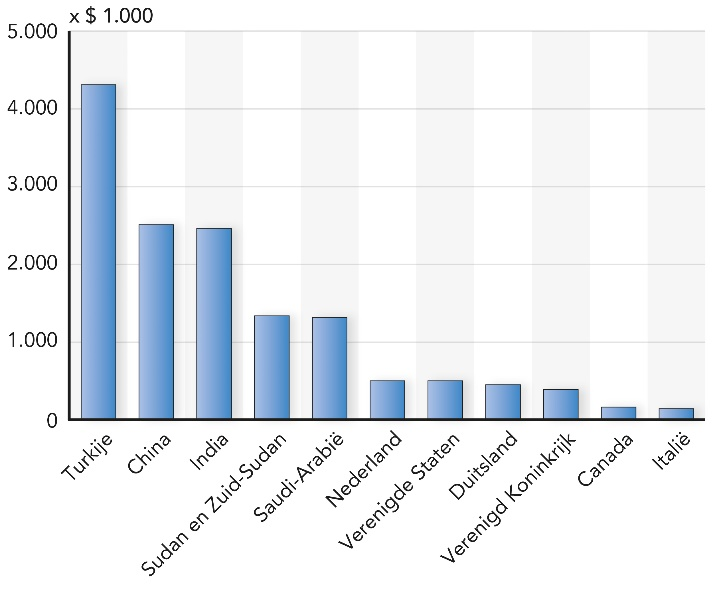 x $ 1.000
5.000
4.000
3.000
2.000
1.000
0
Turkije
China
India
Sudan en Zuid-Sudan
Saudi-Arabië
Nederland
Verenigde Staten
Duitsland
Verenigd Koninkrijk
Canada
Italië